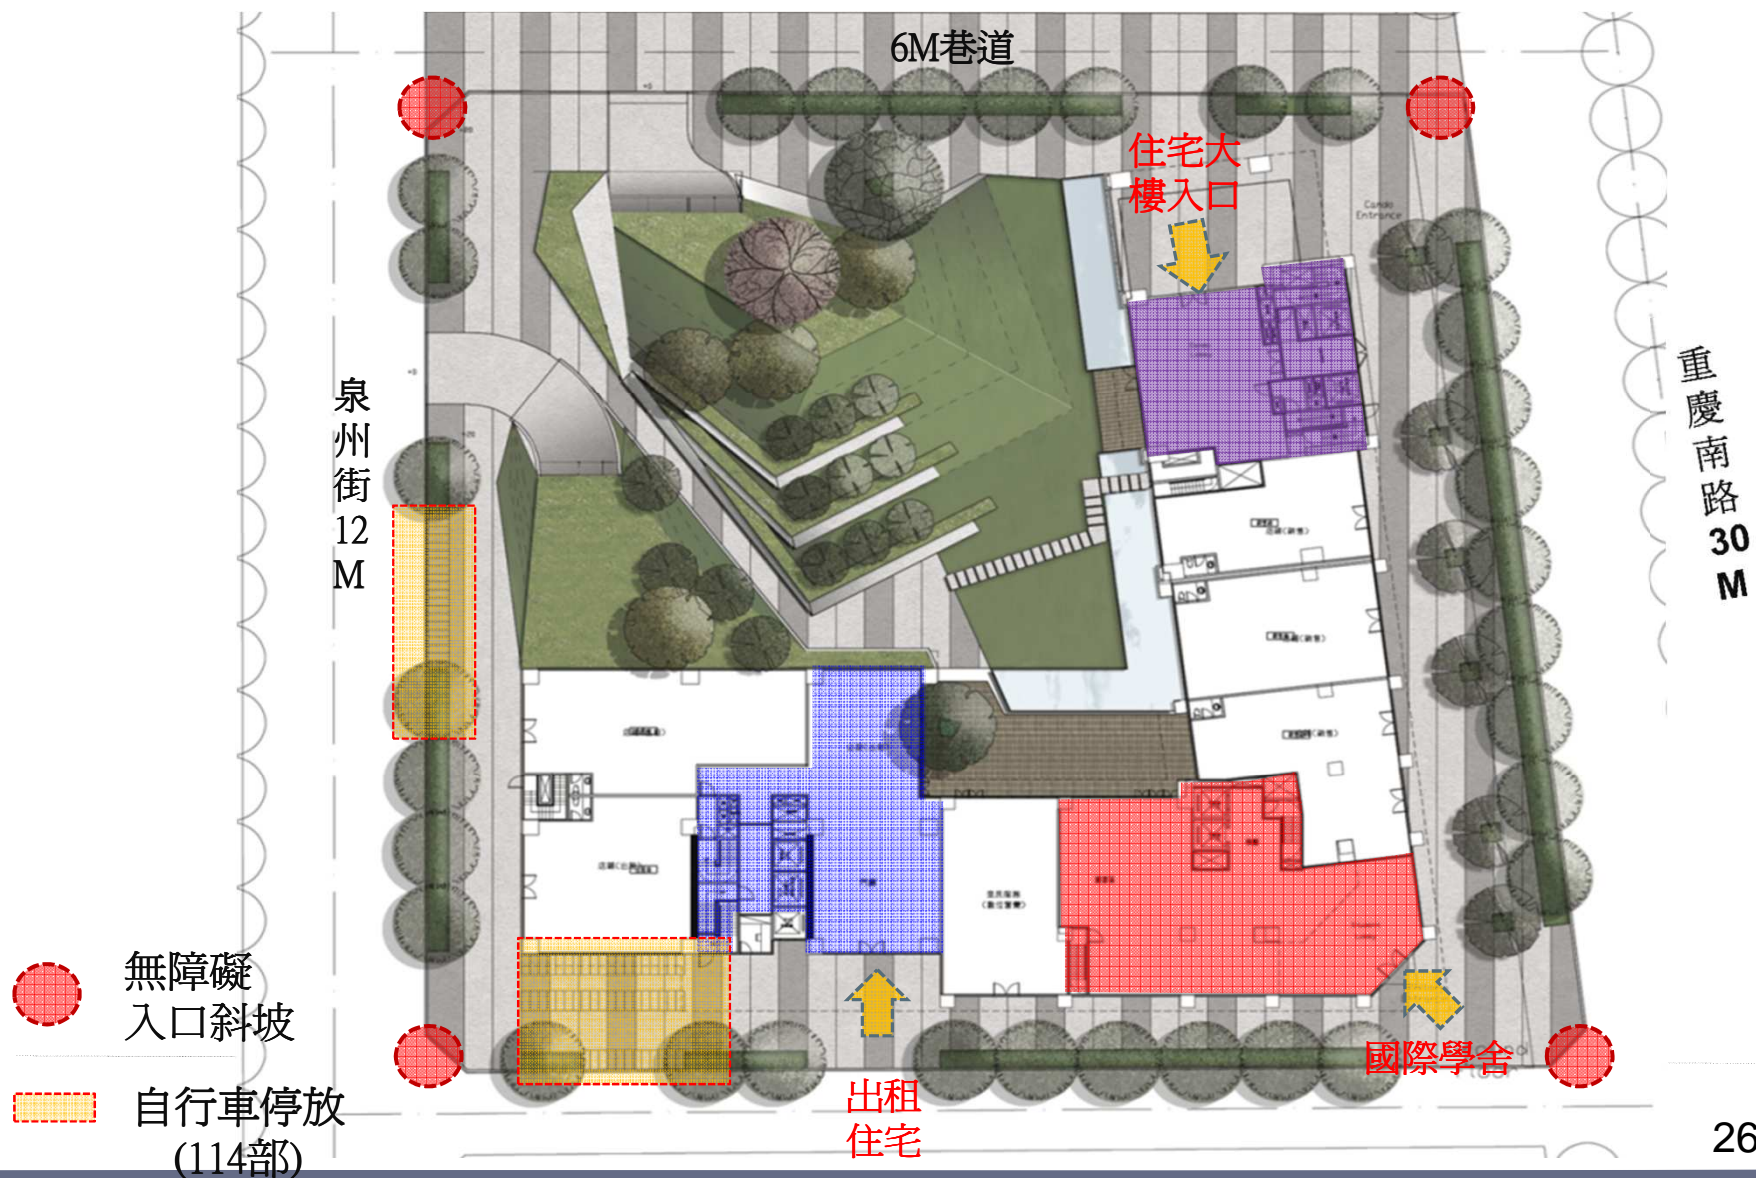 6M巷道
住宅大
樓入口
Condo
Entrance
泉
州
街
12
M
重
慶
南
路
30
M
無障礙
入口斜坡
自行車停放
(114部)
出租
住宅
國際學舍
26